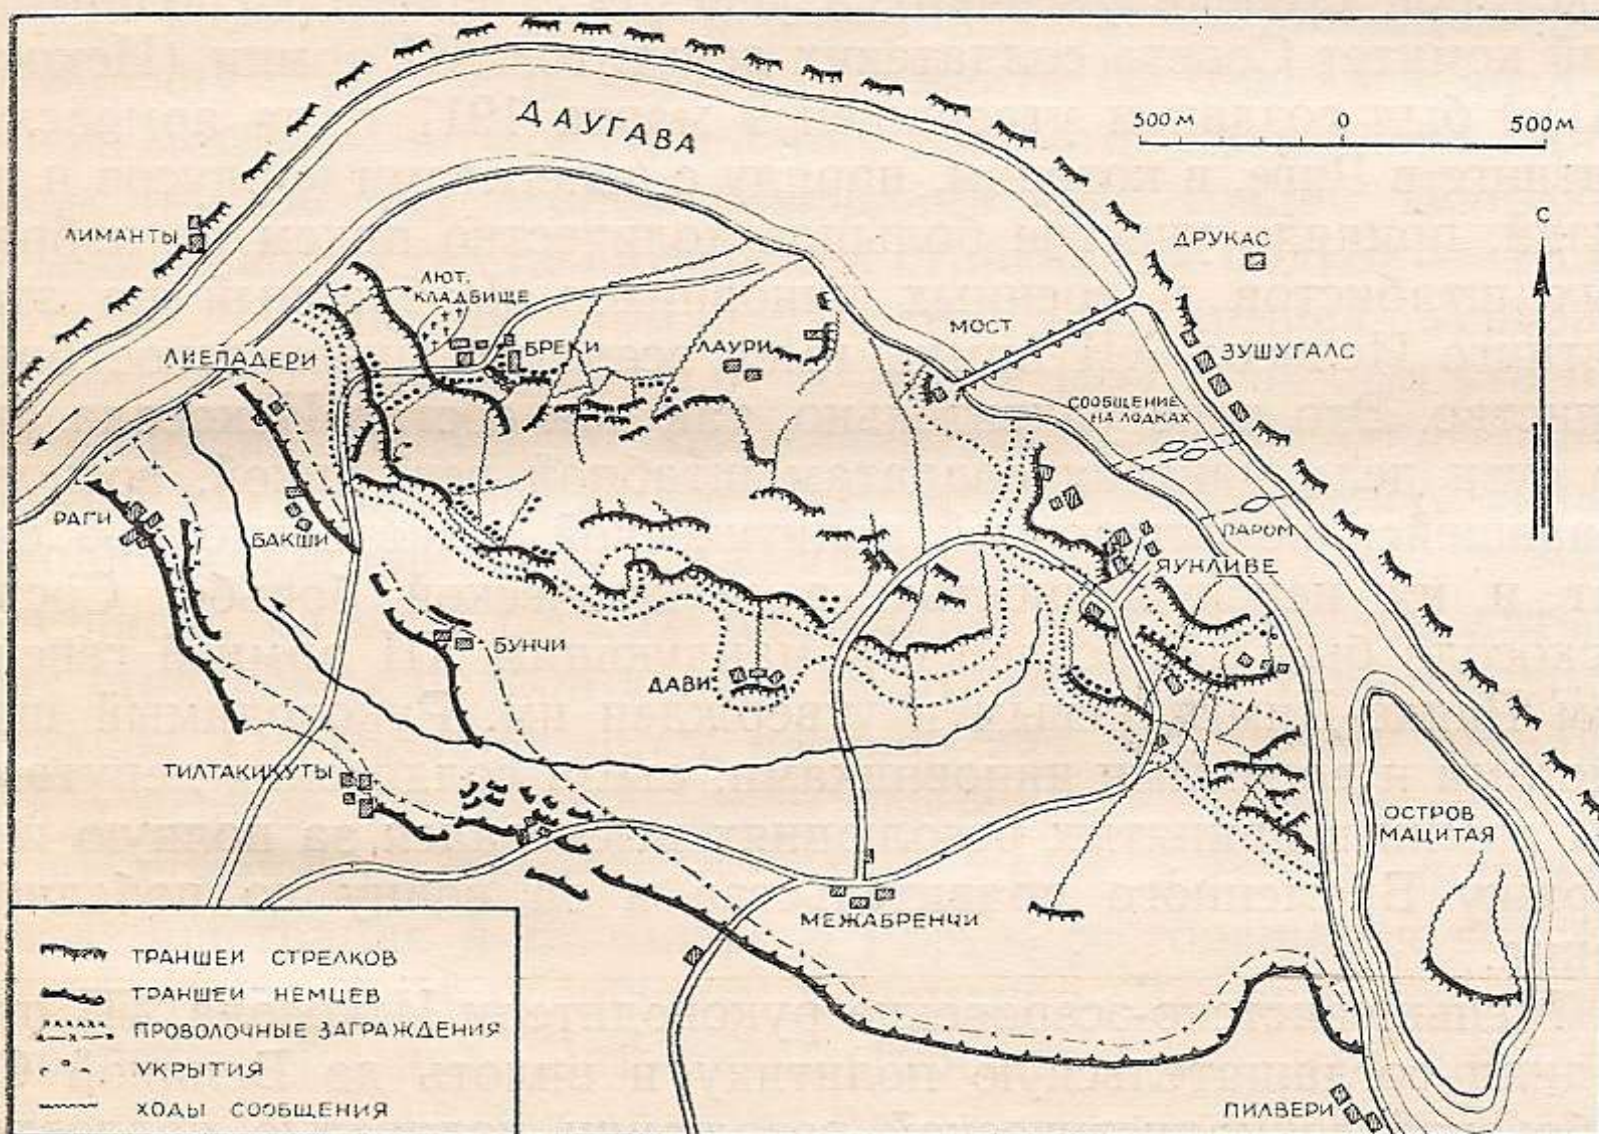 ДАУГАВА
500 м 0 500 м
С
ЛИМАНТЫ
ДРУКАС
ЛЮТ.
КЛАДБИЩЕ
МОСТ
ЛИЕПАДЕРИ
БРЕКИ
ЛАУРИ
ЗУШУГАЛС
СООБЩЕНИЕ
НА ЛОДКАХ
РАГИ
БАКШИ
ПАРОМ
ЯУНЛИВЕ
БУНЧИ
ДАВИ
ТИЛТАКИКУТЫ
ОСТРОВ
МАЦИТАЯ
МЕЖАБРЕНЧИ
ПИЛВЕРИ
ТРАНШЕИ СТРЕЛКОВ
ТРАНШЕИ НЕМЦЕВ
ПРОВОЛОЧНЫЕ ЗАГРАЖДЕНИЯ
УКРЫТИЯ
ХОДЫ СООБЩЕНИЯ